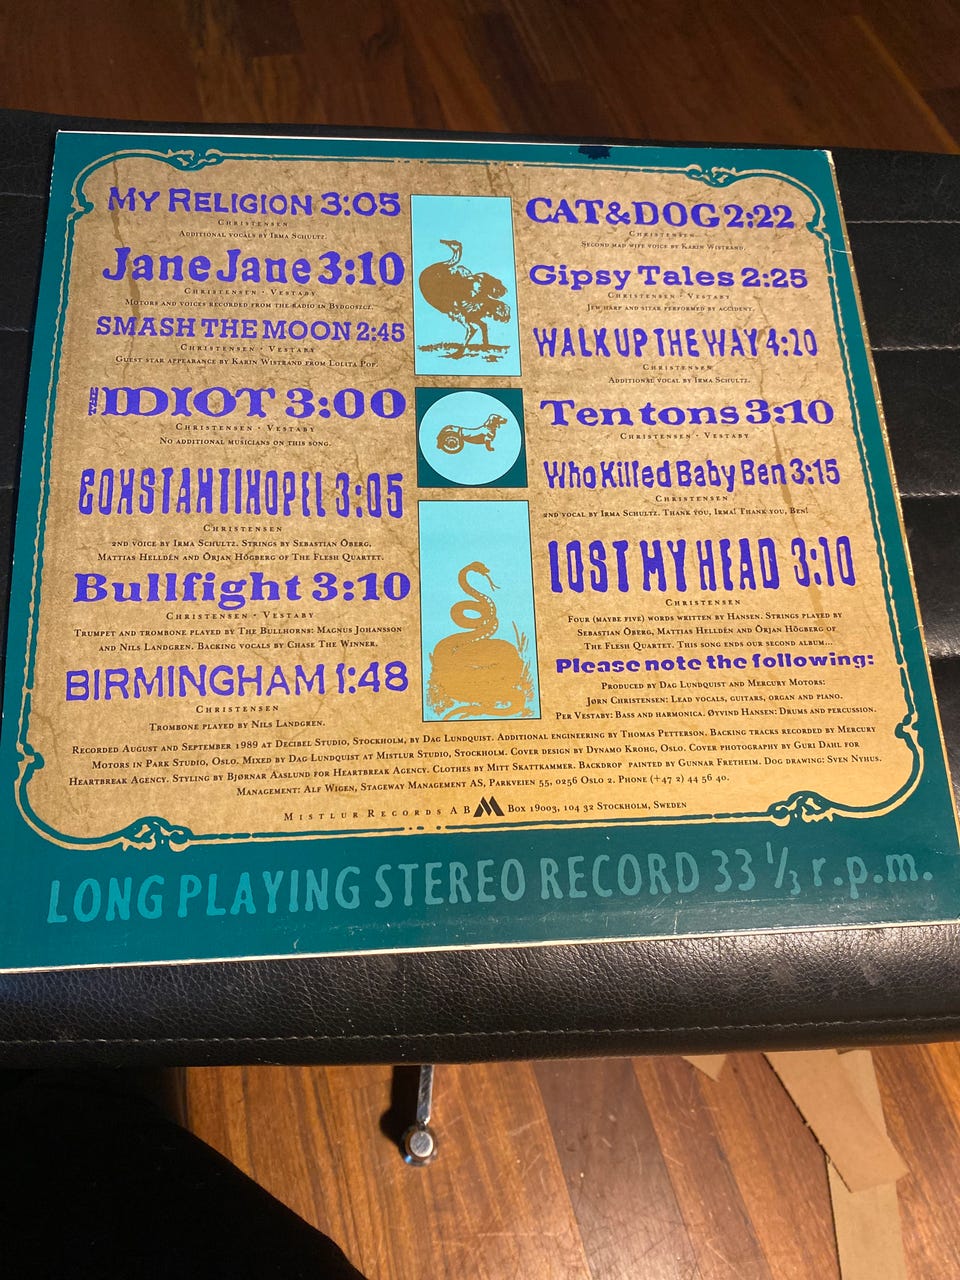 MY RELIGION 3:05
CHRISTENSEN
ADDITIONAL VOCALS BY IRMA SCHULTZ.
Jane Jane 3:10
CHRISTENSEN · VESTABY
MOTORS AND VOICES RECORDED FROM THE RADIO IN BYDGOSZCZ.
SMASH THE MOON 2:45
CHRISTENSEN · VESTABY
GUEST STAR APPEARANCE BY KARIN WISTRAND FROM LOLITA POP.
THE IDIOT 3:00
CHRISTENSEN · VESTABY
NO ADDITIONAL MUSICIANS ON THIS SONG.
CONSTANTINOPEL 3:05
CHRISTENSEN
2ND VOICE BY IRMA SCHULTZ. STRINGS BY SEBASTIAN ÖBERG,
MATTIAS HELLDÉN AND ÖRJAN HÖGBERG OF THE FLESH QUARTET.
Bullfight 3:10
CHRISTENSEN · VESTABY
TRUMPET AND TROMBONE PLAYED BY THE BULLHORNS: MAGNUS JOHANSSON
AND NILS LANDGREN. BACKING VOCALS BY CHASE THE WINNER.
BIRMINGHAM 1:48
CHRISTENSEN
TROMBONE PLAYED BY NILS LANDGREN.
CAT & DOG 2:22
CHRISTENSEN
SECOND MAD WIFE VOICE BY KARIN WISTRAND.
Gipsy Tales 2:25
CHRISTENSEN · VESTABY
JEW HARP AND SITAR PERFORMED BY ACCIDENT.
WALK UP THE WAY 4:20
CHRISTENSEN
ADDITIONAL VOCAL BY IRMA SCHULTZ.
Ten tons 3:10
CHRISTENSEN · VESTABY
Who Killed Baby Ben 3:15
CHRISTENSEN
2ND VOCAL BY IRMA SCHULTZ. THANK YOU, IRMA! THANK YOU, BEN!
LOST MY HEAD 3:10
CHRISTENSEN
FOUR (MAYBE FIVE) WORDS WRITTEN BY HANSEN. STRINGS PLAYED BY
SEBASTIAN ÖBERG, MATTIAS HELLDÉN AND ÖRJAN HÖGBERG OF
THE FLESH QUARTET. THIS SONG ENDS OUR SECOND ALBUM...
Please note the following:
PRODUCED BY DAG LUNDQUIST AND MERCURY MOTORS:
JØRN CHRISTENSEN: LEAD VOCALS, GUITARS, ORGAN AND PIANO.
PER VESTABY: BASS AND HARMONICA. ØYVIND HANSEN: DRUMS AND PERCUSSION.
RECORDED AUGUST AND SEPTEMBER 1989 AT DECIBEL STUDIO, STOCKHOLM, BY DAG LUNDQUIST. ADDITIONAL ENGINEERING BY THOMAS PETTERSON. BACKING TRACKS RECORDED BY MERCURY
MOTORS IN PARK STUDIO, OSLO. MIXED BY DAG LUNDQUIST AT MISTLUR STUDIO, STOCKHOLM. COVER DESIGN BY DYNAMO KROHG, OSLO. COVER PHOTOGRAPHY BY GURI DAHL FOR
HEARTBREAK AGENCY. STYLING BY BJØRNAR AASLUND FOR HEARTBREAK AGENCY. CLOTHES BY MITT SKATTKAMMER. BACKDROP PAINTED BY GUNNAR FRETHEIM. DOG DRAWING: SVEN NYHUS.
MANAGEMENT: ALF WIGEN, STAGEWAY MANAGEMENT AS, PARKVEIEN 55, 0256 OSLO 2. PHONE (+47 2) 44 56 40.
MISTLUR RECORDS AB BOX 19003, 104 32 STOCKHOLM, SWEDEN
LONG PLAYING STEREO RECORD 33 1/3 r.p.m.